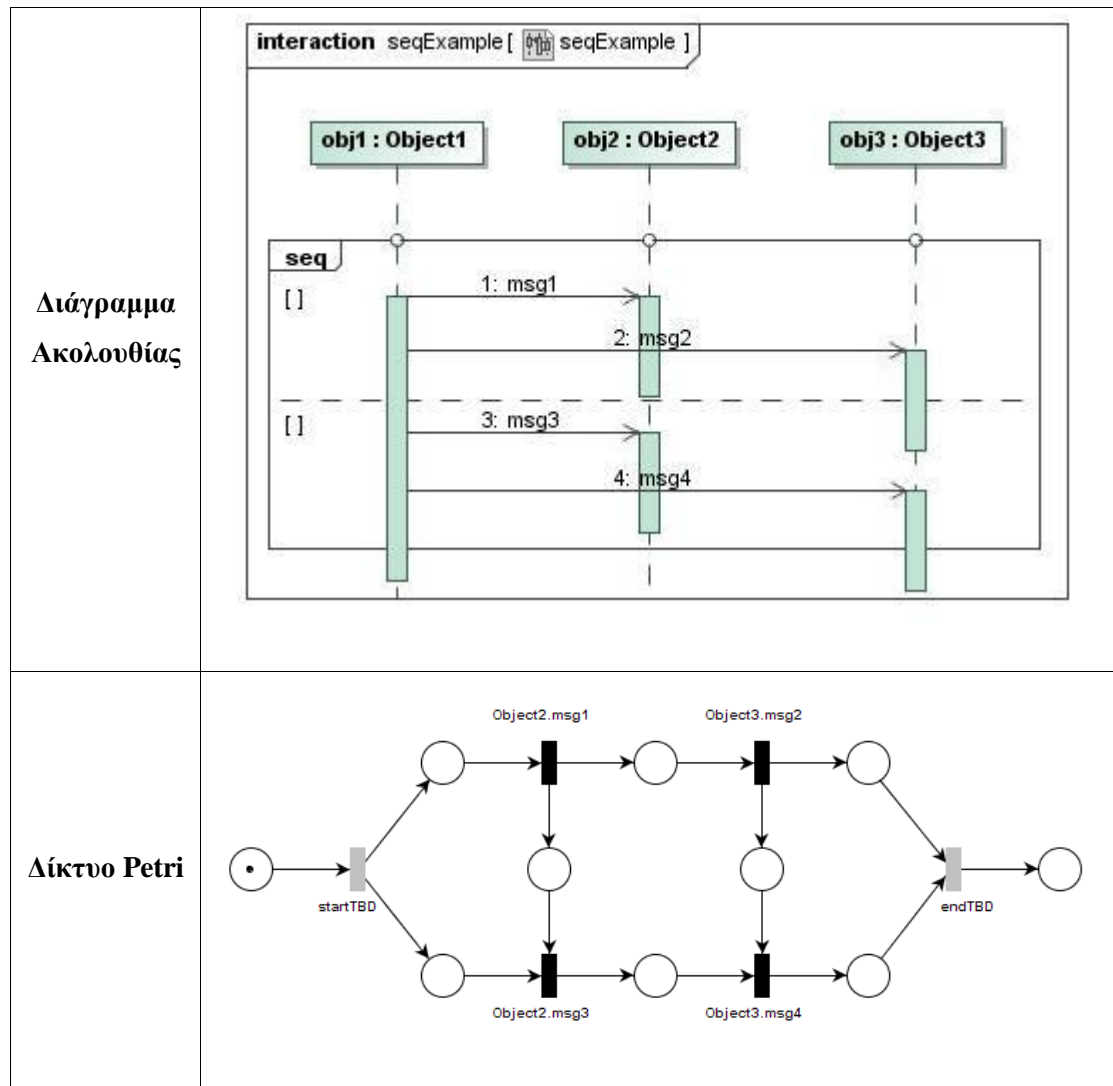 Διάγραμμα
Ακολουθίας
interaction seqExample [ seqExample ]
obj1 : Object1
obj2 : Object2
obj3 : Object3
seq
[ ]
1: msg1
2: msg2
[ ]
3: msg3
4: msg4
Δίκτυο Petri
Object2.msg1
Object3.msg2
startTBD
endTBD
Object2.msg3
Object3.msg4